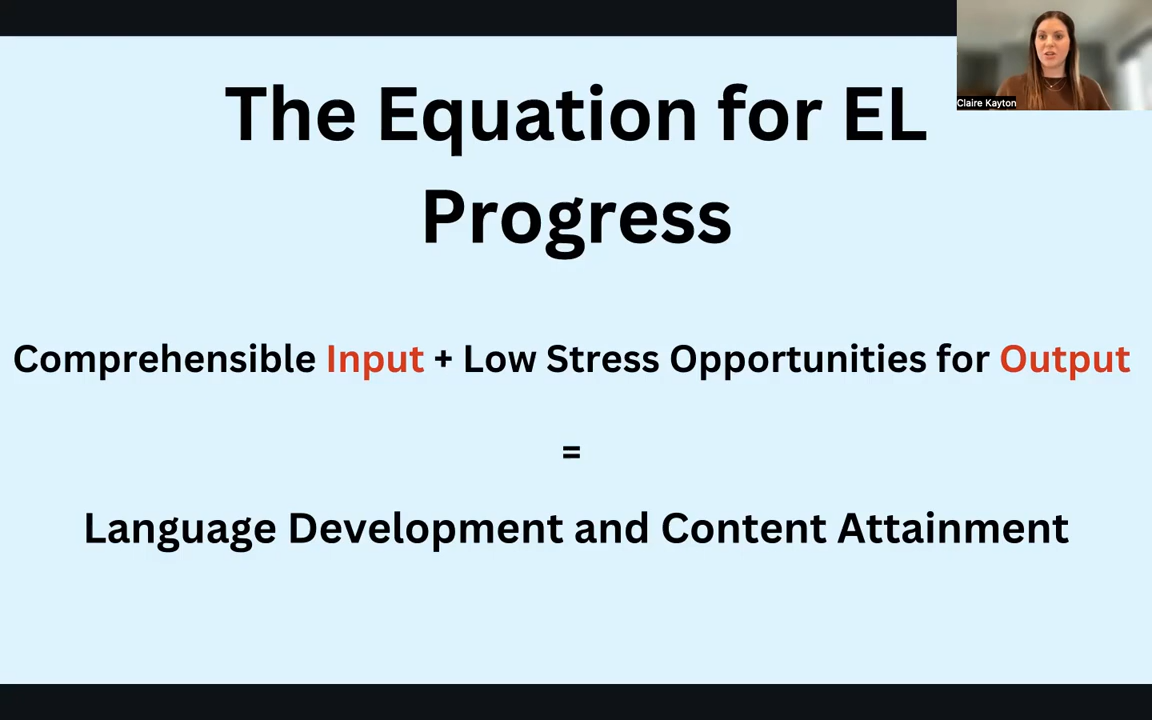 The Equation for EL
Progress
Comprehensible Input + Low Stress Opportunities for Output
=
Language Development and Content Attainment
Claire Kayton